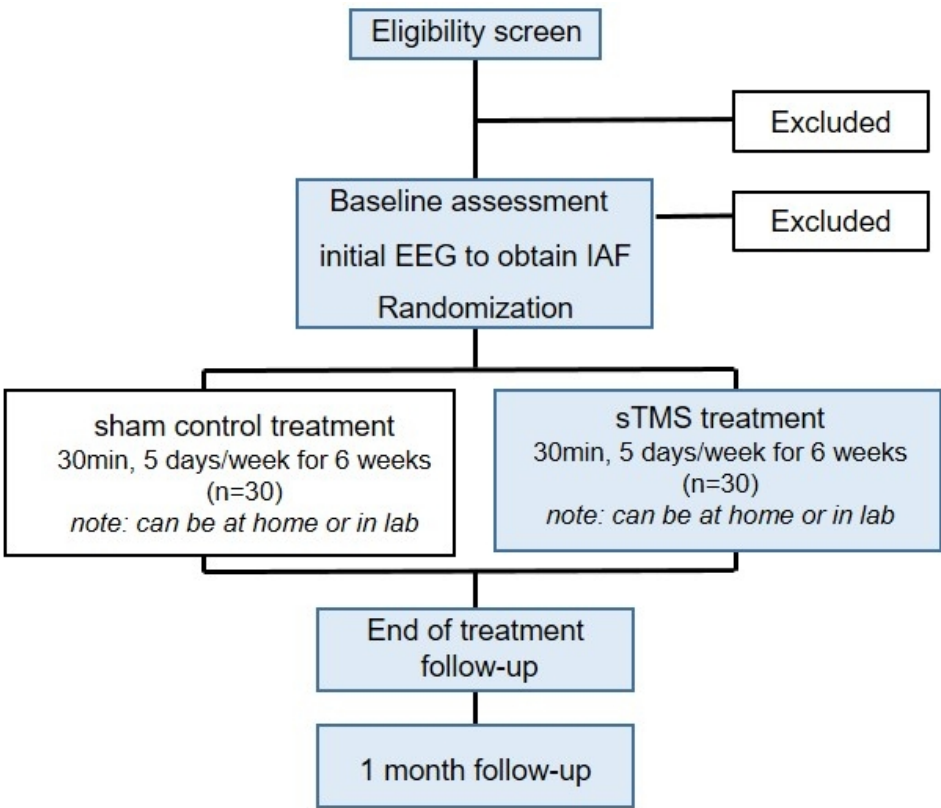 Eligibility screen
Excluded
Baseline assessment
initial EEG to obtain IAF
Randomization
Excluded
sham control treatment
30min, 5 days/week for 6 weeks
(n=30)
note: can be at home or in lab
sTMS treatment
30min, 5 days/week for 6 weeks
(n=30)
note: can be at home or in lab
End of treatment
follow-up
1 month follow-up